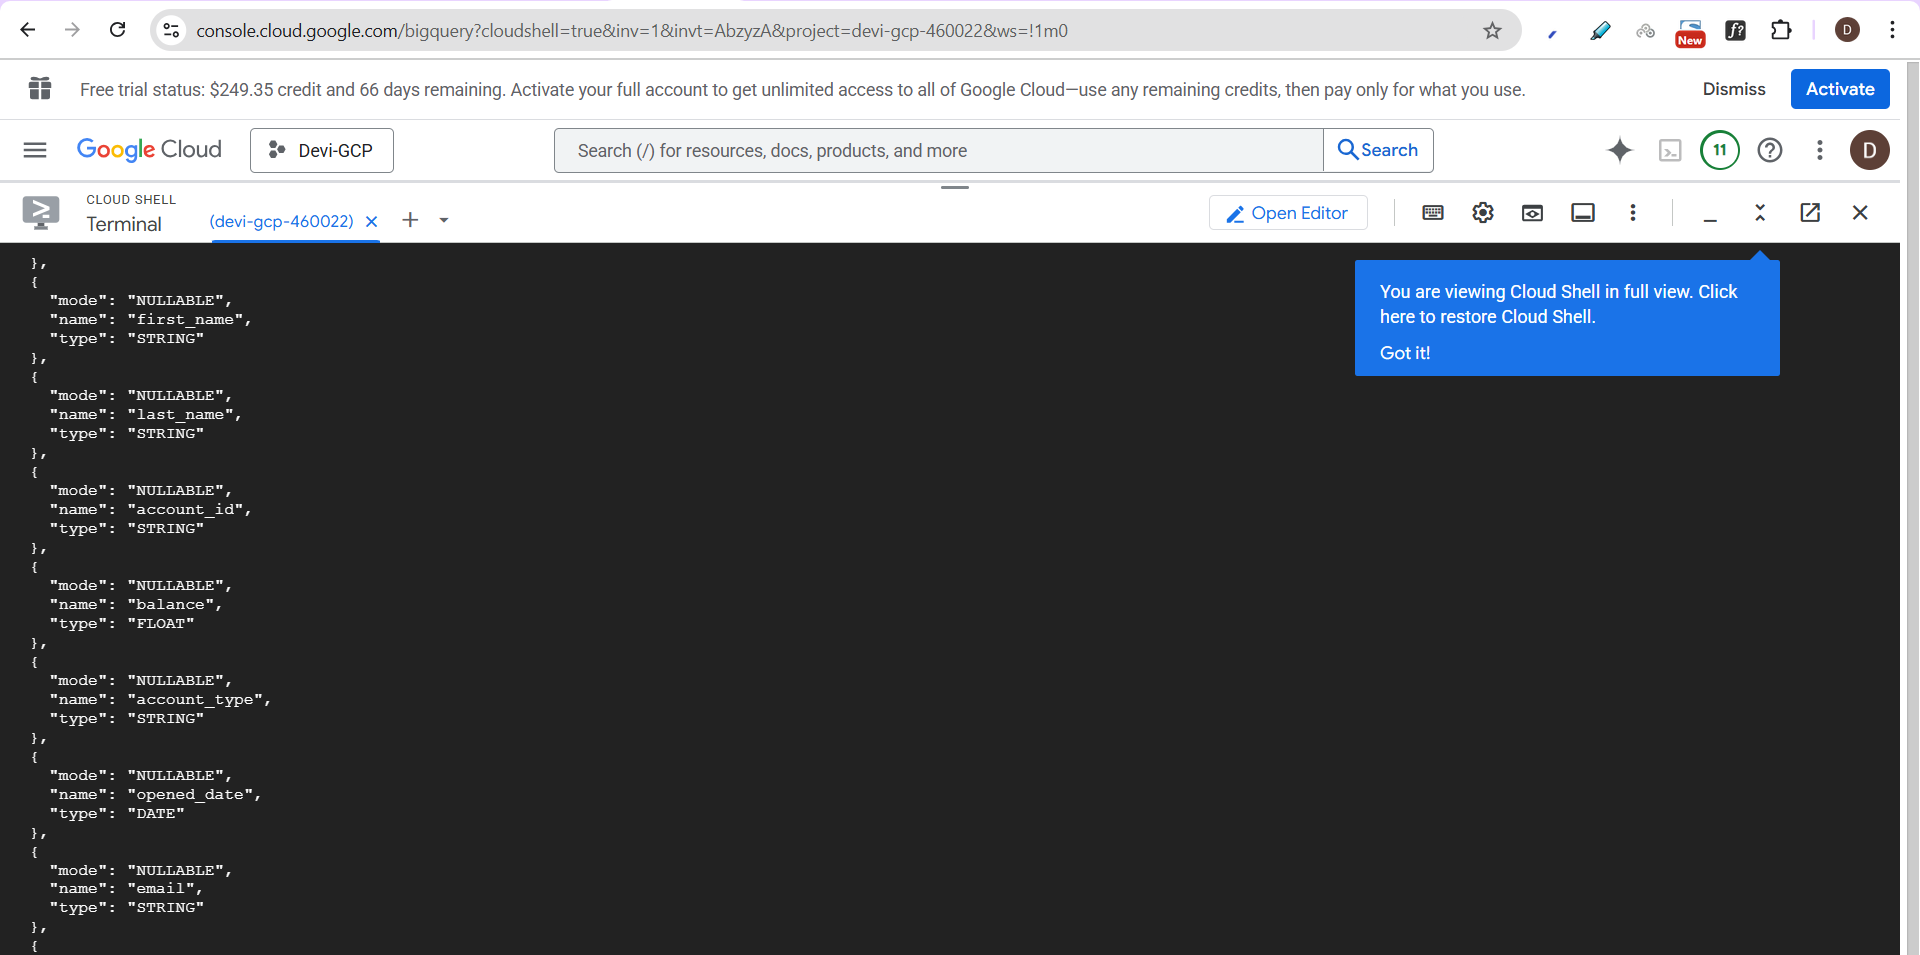 console.cloud.google.com/bigquery?cloudshell=true&inv=1&invt=AbzyzA&project=devi-gcp-460022&ws=!1m0
New
f?
D
Free trial status: $249.35 credit and 66 days remaining. Activate your full account to get unlimited access to all of Google Cloud—use any remaining credits, then pay only for what you use.
Dismiss
Activate
Google Cloud
Devi-GCP
Search (/) for resources, docs, products, and more
Search
11
D
CLOUD SHELL
Terminal
(devi-gcp-460022)
Open Editor
You are viewing Cloud Shell in full view. Click
here to restore Cloud Shell.
Got it!
},
{
"mode": "NULLABLE",
"name": "first_name",
"type": "STRING"
},
{
"mode": "NULLABLE",
"name": "last_name",
"type": "STRING"
},
{
"mode": "NULLABLE",
"name": "account_id",
"type": "STRING"
},
{
"mode": "NULLABLE",
"name": "balance",
"type": "FLOAT"
},
{
"mode": "NULLABLE",
"name": "account_type",
"type": "STRING"
},
{
"mode": "NULLABLE",
"name": "opened_date",
"type": "DATE"
},
{
"mode": "NULLABLE",
"name": "email",
"type": "STRING"
},
{